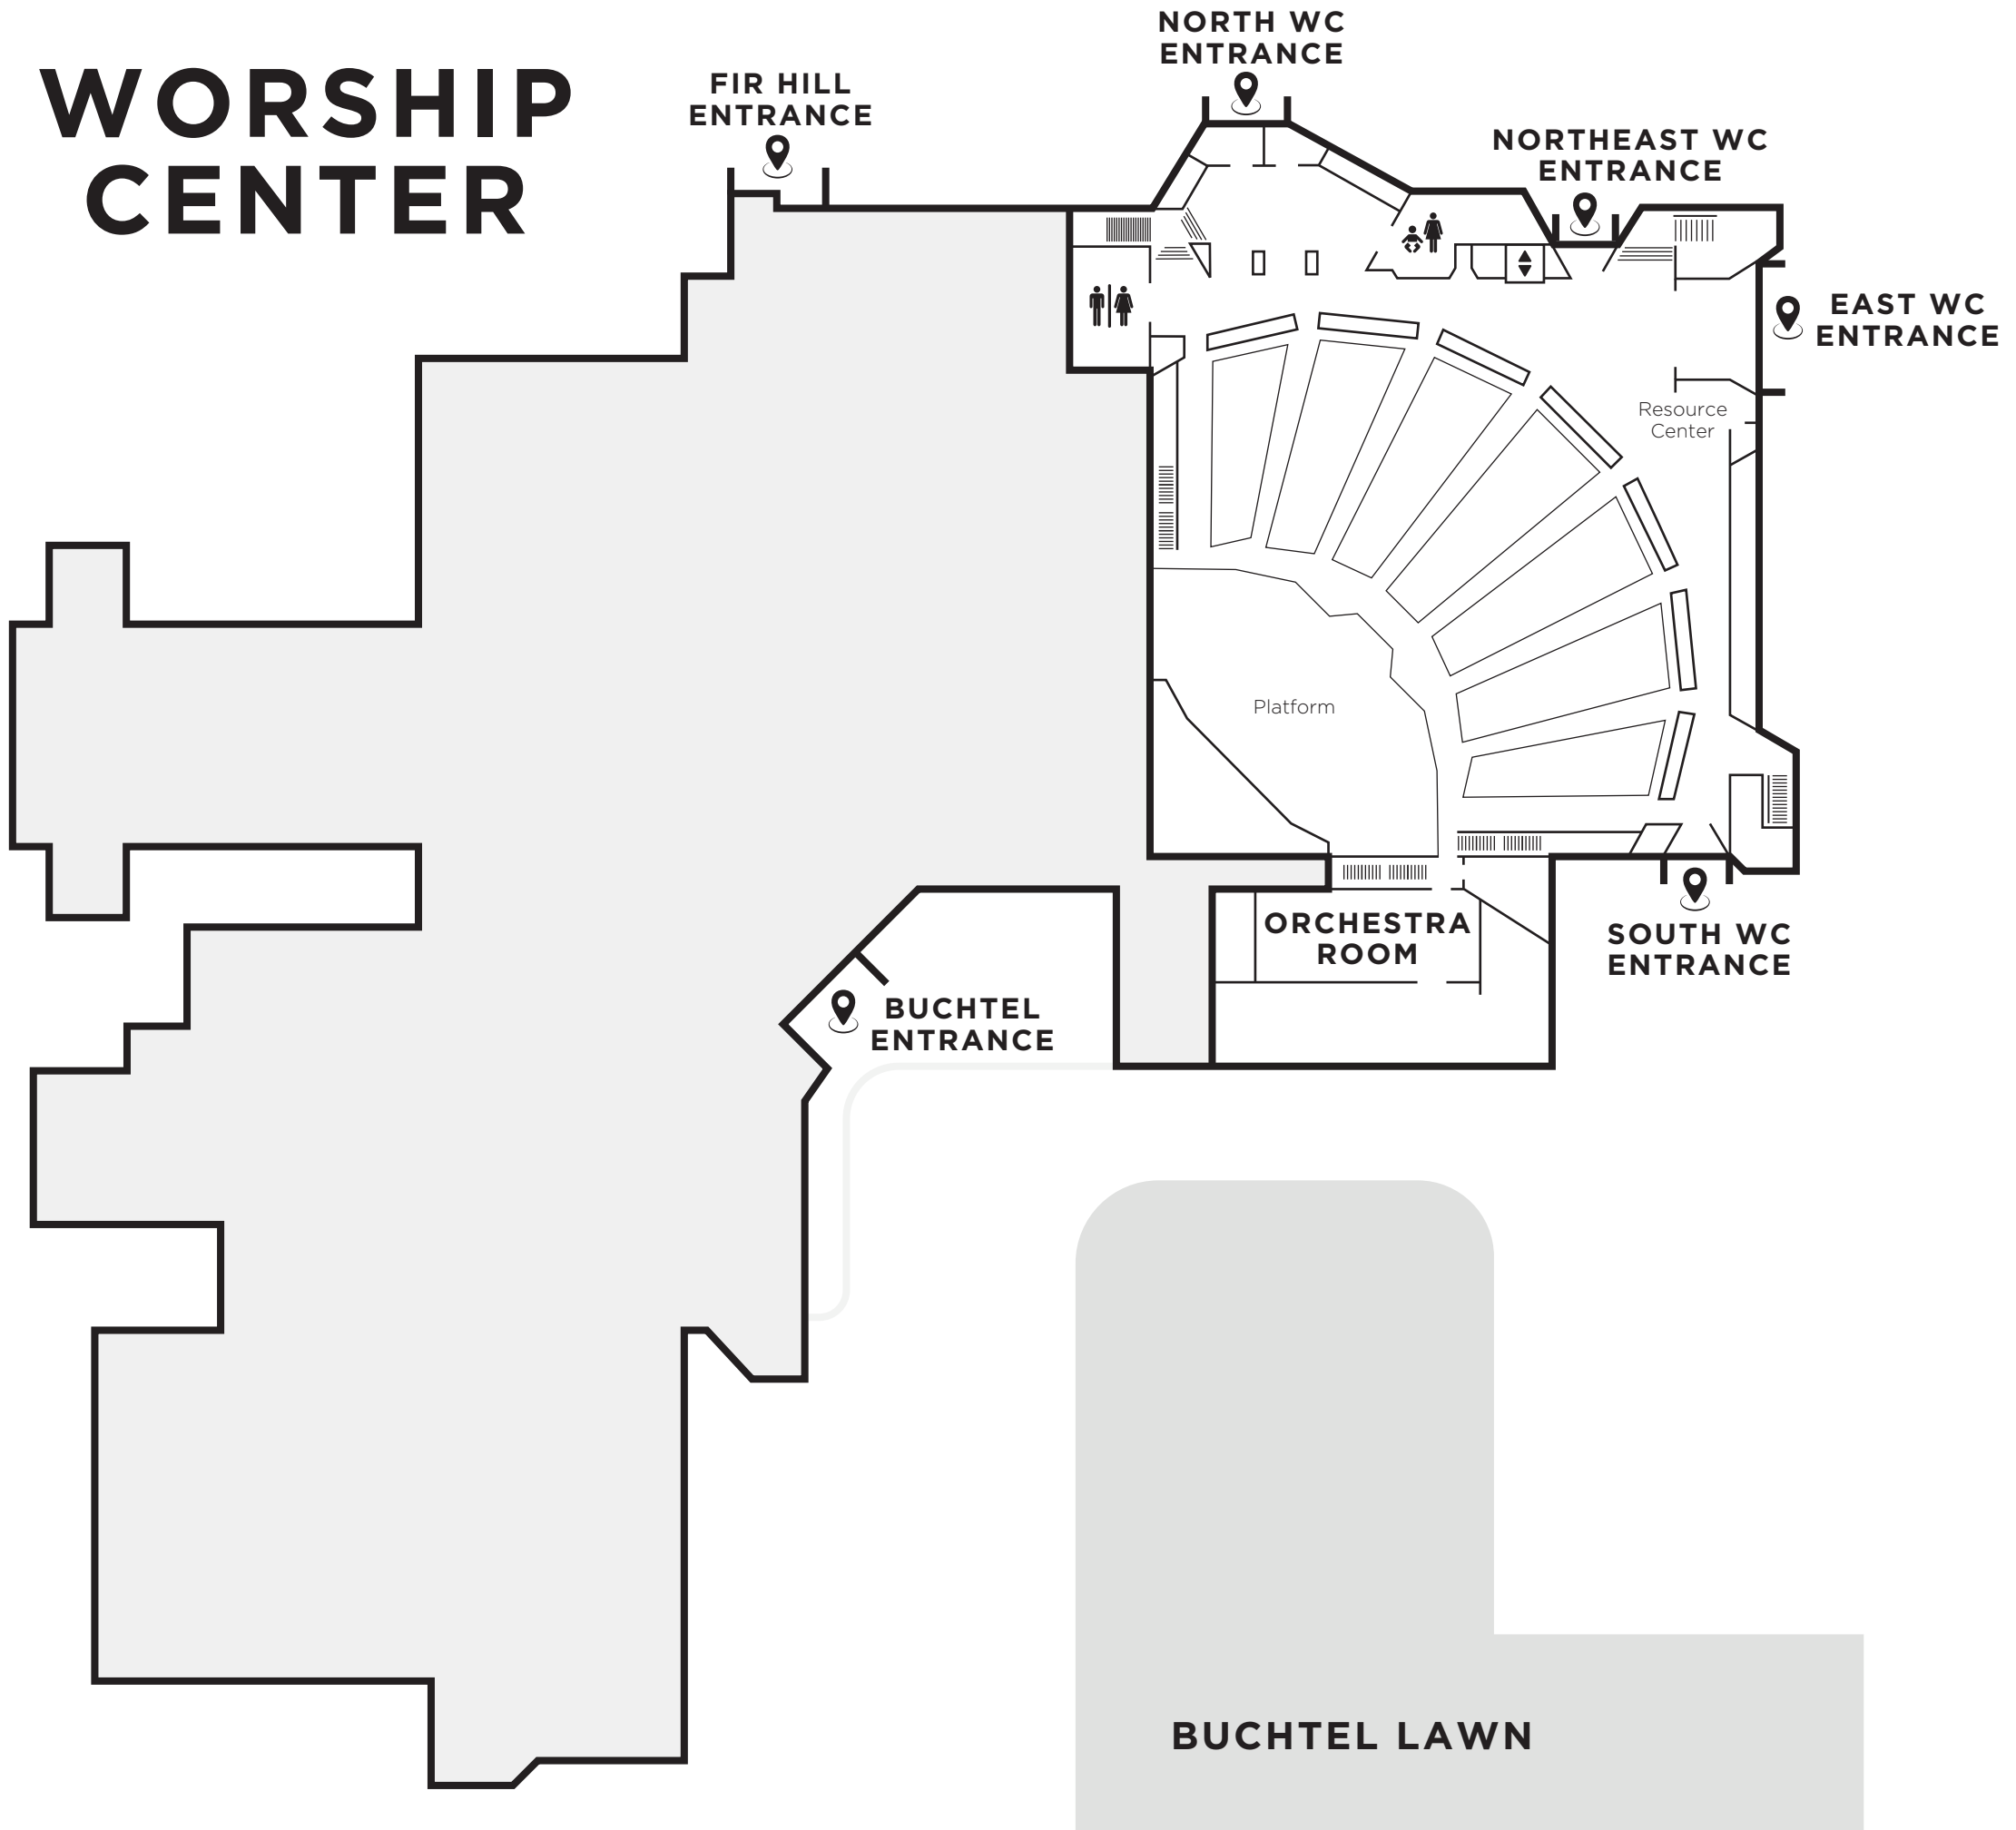 WORSHIP
CENTER
FIR HILL
ENTRANCE
NORTH WC
ENTRANCE
NORTHEAST WC
ENTRANCE
EAST WC
ENTRANCE
Resource
Center
Platform
ORCHESTRA
ROOM
SOUTH WC
ENTRANCE
BUCHTEL
ENTRANCE
BUCHTEL LAWN